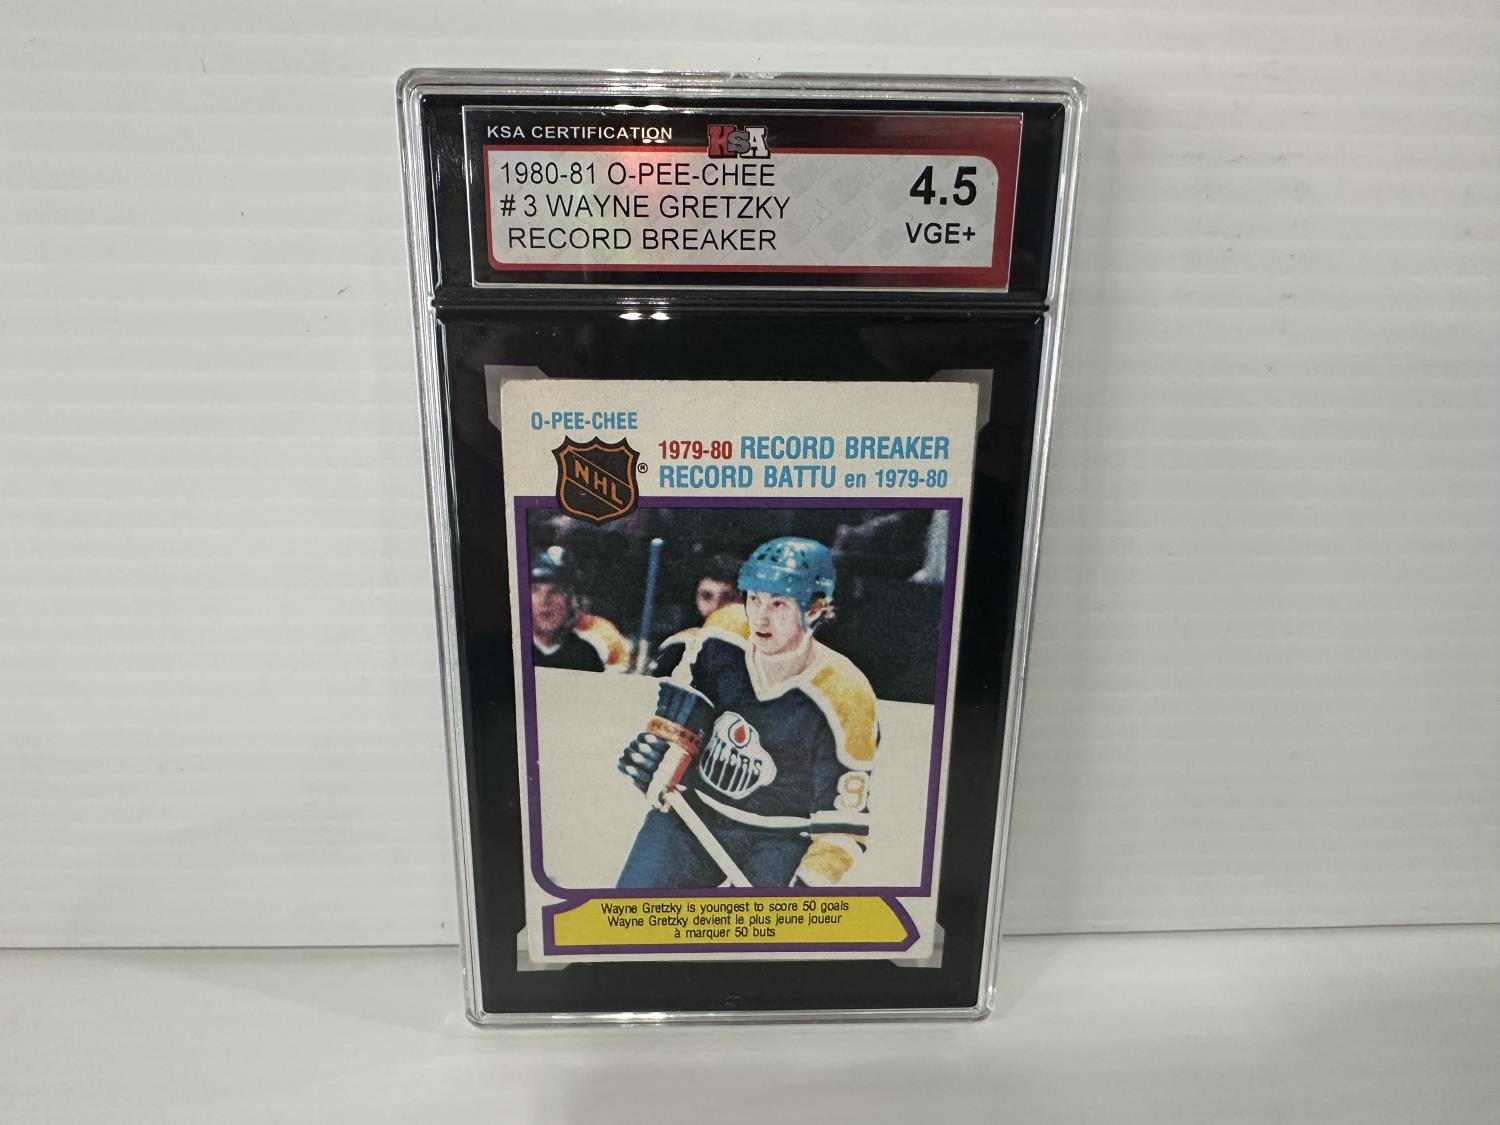 KSA CERTIFICATION
KSA
1980-81 O-PEE-CHEE
# 3 WAYNE GRETZKY
RECORD BREAKER
4.5
VGE+
O-PEE-CHEE
NHL®
1979-80 RECORD BREAKER
RECORD BATTU en 1979-80
OILERS
9
Wayne Gretzky is youngest to score 50 goals
Wayne Gretzky devient le plus jeune joueur
à marquer 50 buts